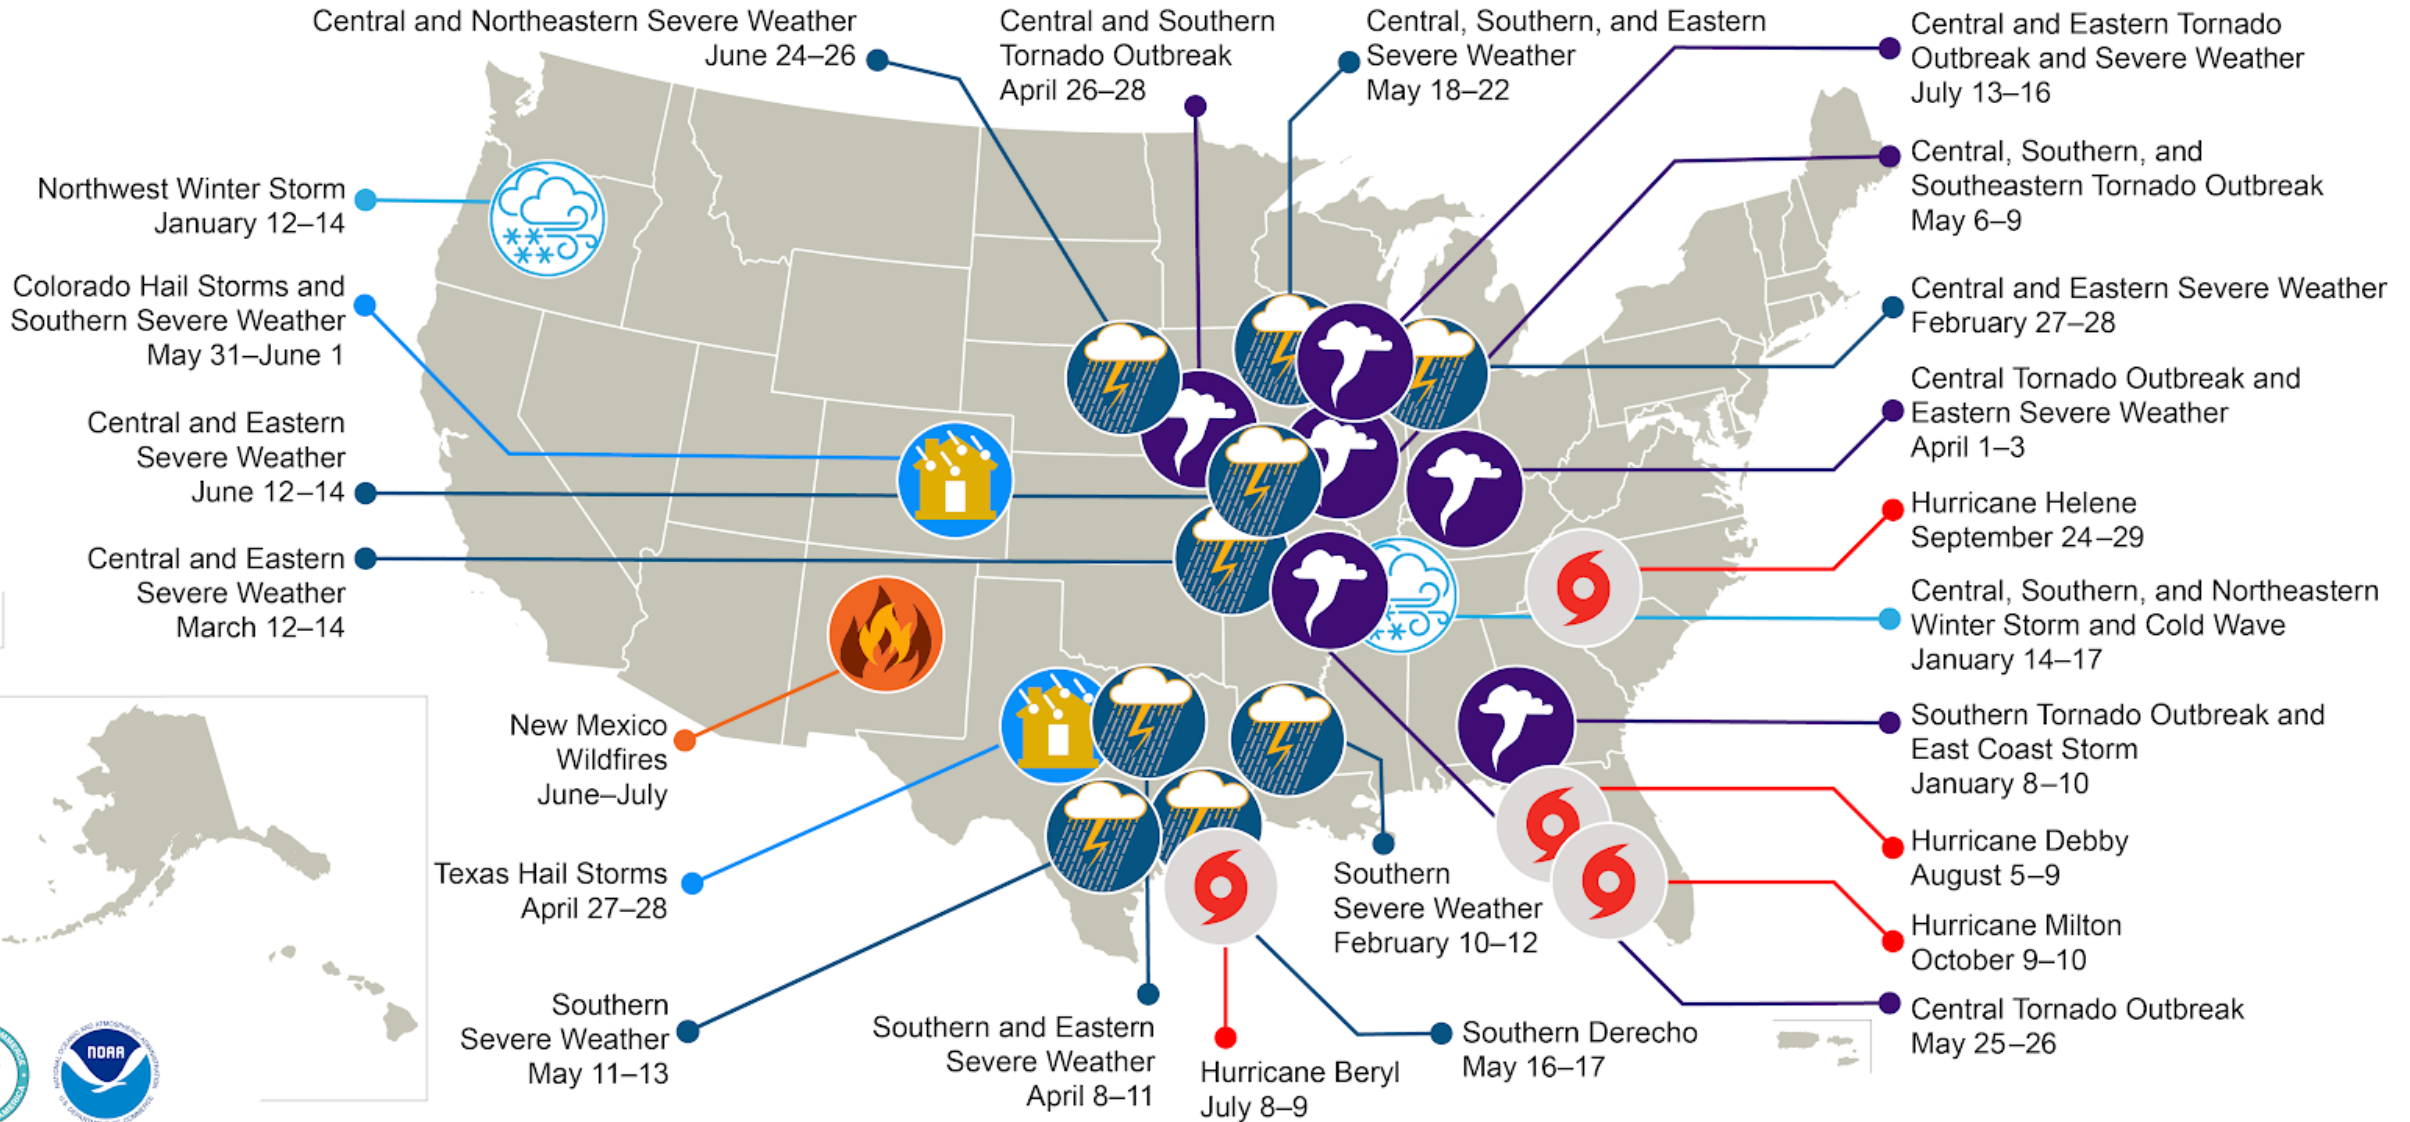 Central and Northeastern Severe Weather
June 24–26
Central and Southern
Tornado Outbreak
April 26–28
Central, Southern, and Eastern
Severe Weather
May 18–22
Central and Eastern Tornado
Outbreak and Severe Weather
July 13–16
Northwest Winter Storm
January 12–14
Central, Southern, and
Southeastern Tornado Outbreak
May 6–9
Colorado Hail Storms and
Southern Severe Weather
May 31–June 1
Central and Eastern Severe Weather
February 27–28
Central and Eastern
Severe Weather
June 12–14
Central Tornado Outbreak and
Eastern Severe Weather
April 1–3
Central and Eastern
Severe Weather
March 12–14
Hurricane Helene
September 24–29
Central, Southern, and Northeastern
Winter Storm and Cold Wave
January 14–17
New Mexico
Wildfires
June–July
Southern Tornado Outbreak and
East Coast Storm
January 8–10
Texas Hail Storms
April 27–28
Southern
Severe Weather
February 10–12
Hurricane Debby
August 5–9
Hurricane Milton
October 9–10
Southern
Severe Weather
May 11–13
Southern and Eastern
Severe Weather
April 8–11
Hurricane Beryl
July 8–9
Southern Derecho
May 16–17
Central Tornado Outbreak
May 25–26
NOAA
NATIONAL OCEANIC AND ATMOSPHERIC ADMINISTRATION
U.S. DEPARTMENT OF COMMERCE